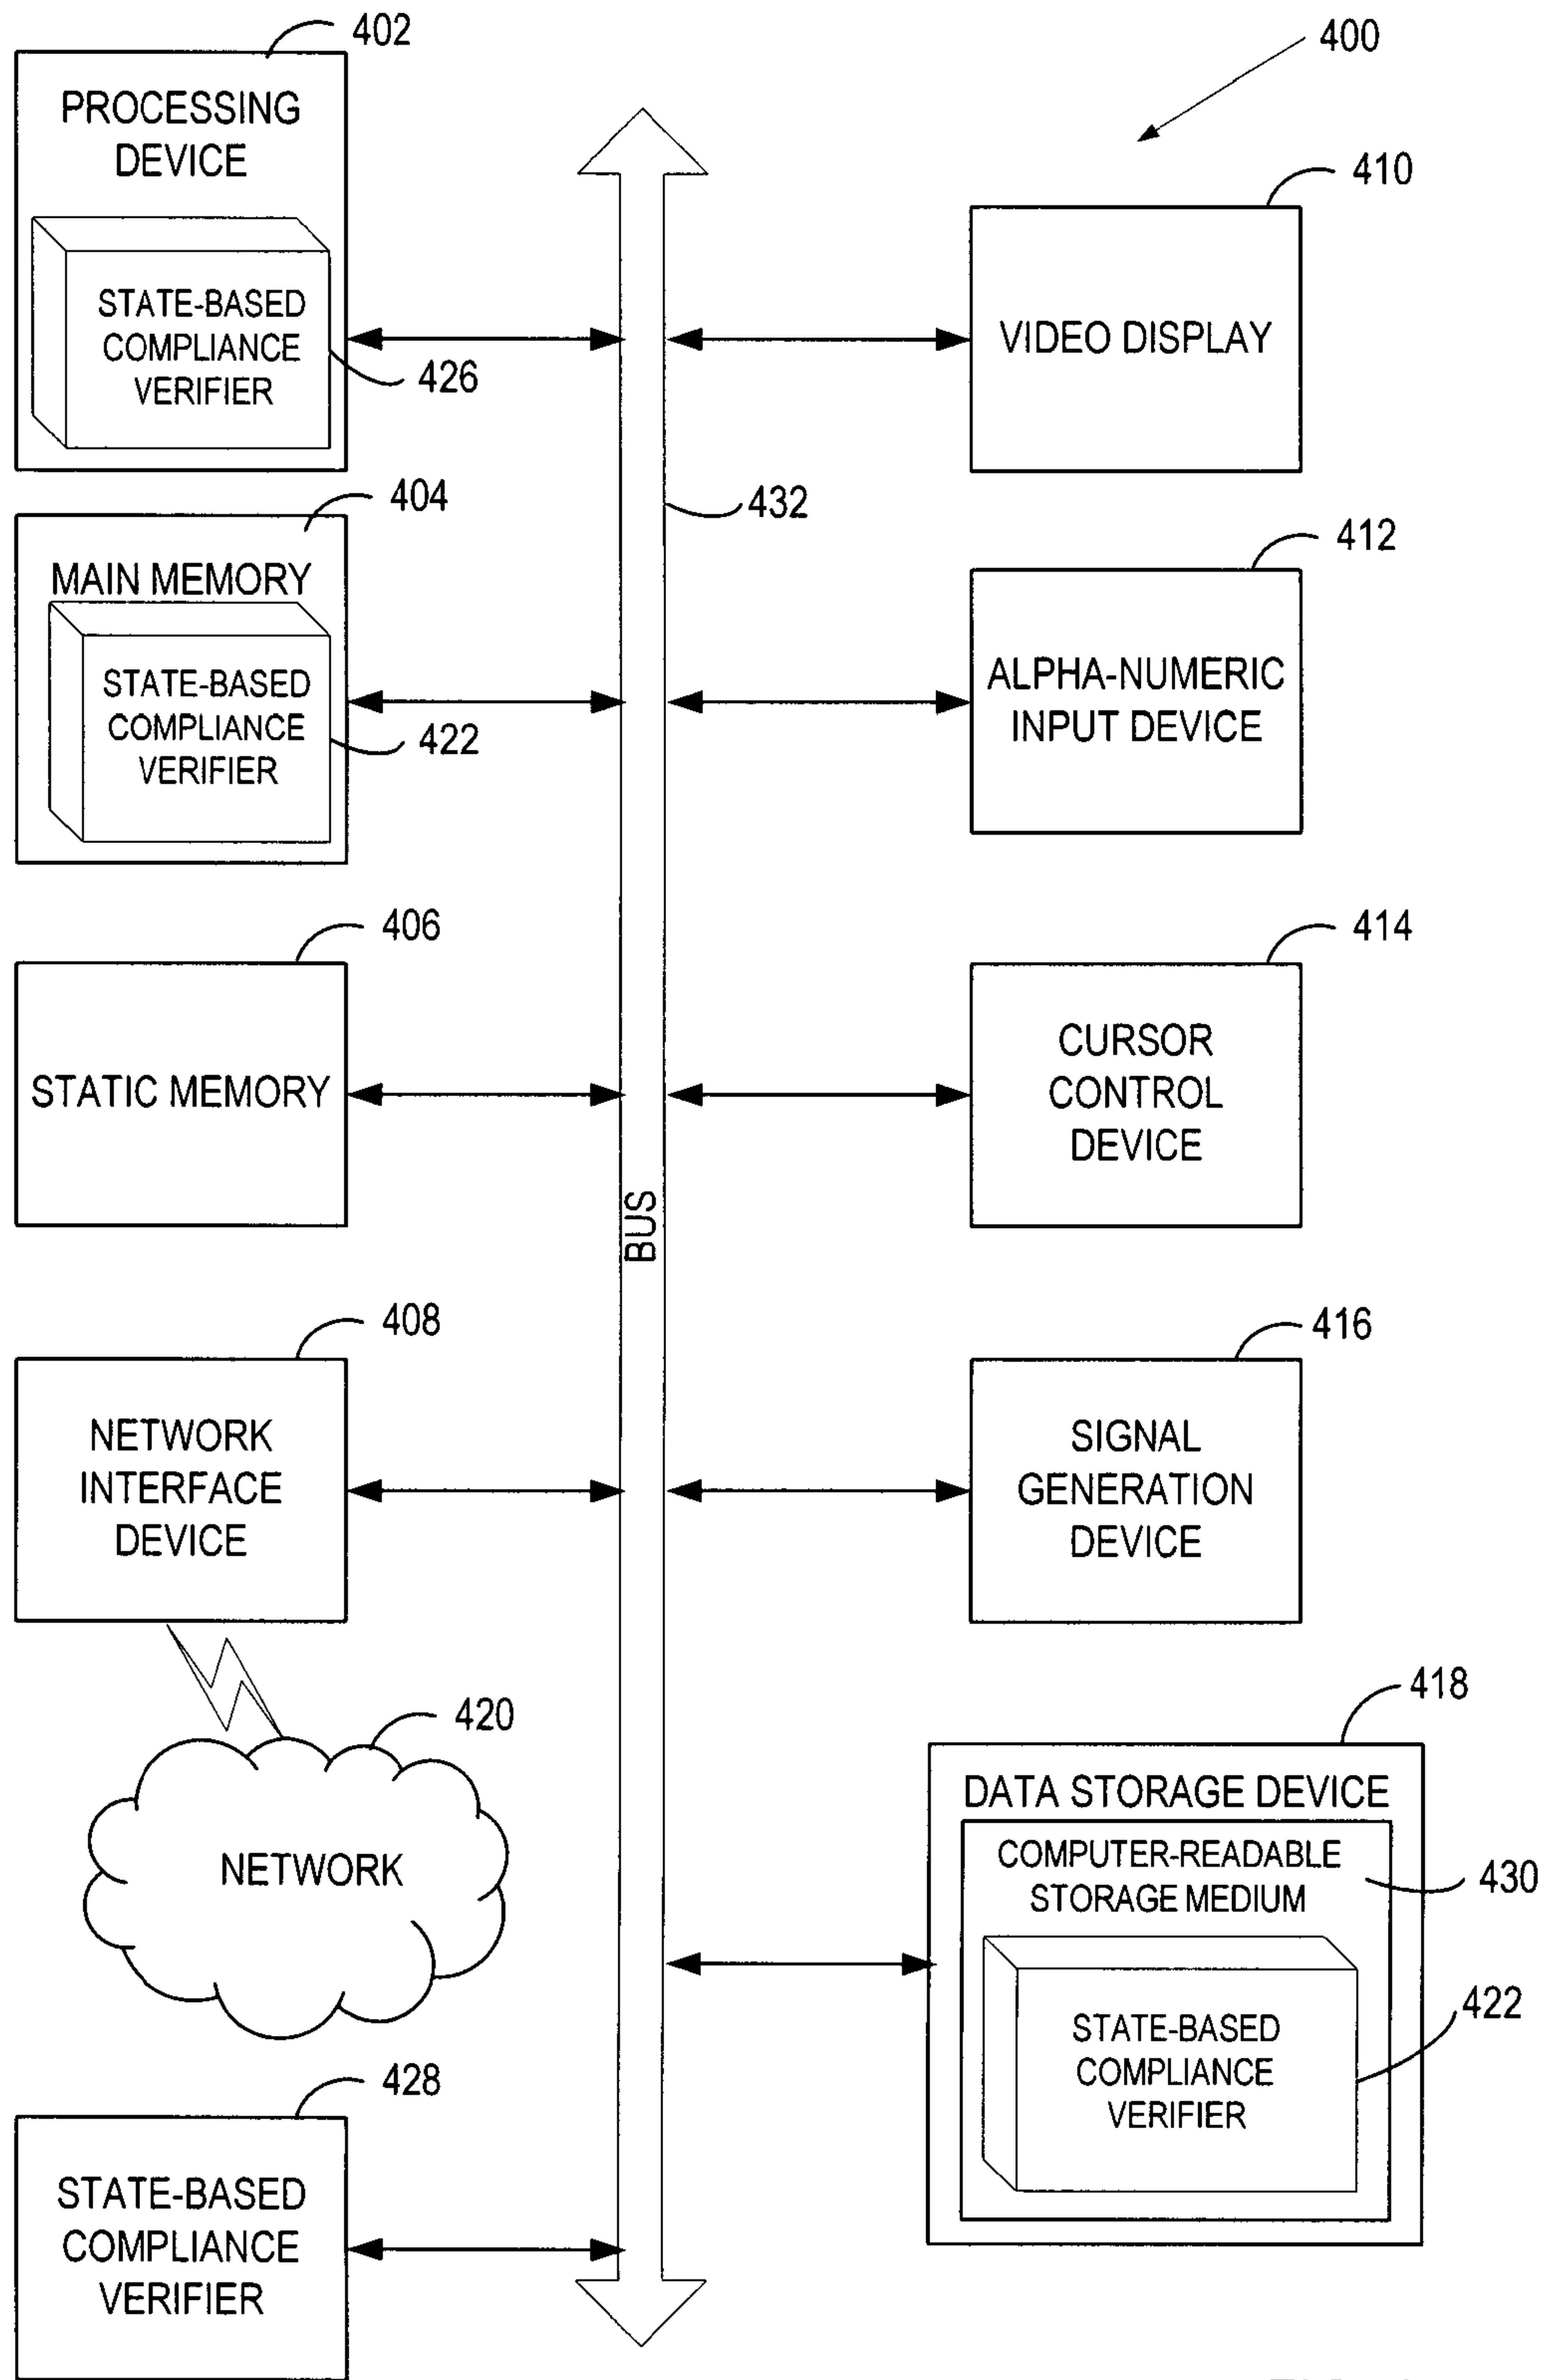 402
PROCESSING
DEVICE
STATE-BASED
COMPLIANCE
VERIFIER
426
404
MAIN MEMORY
STATE-BASED
COMPLIANCE
VERIFIER
422
406
STATIC MEMORY
408
NETWORK
INTERFACE
DEVICE
420
NETWORK
428
STATE-BASED
COMPLIANCE
VERIFIER
BUS
432
400
410
VIDEO DISPLAY
412
ALPHA-NUMERIC
INPUT DEVICE
414
CURSOR
CONTROL
DEVICE
416
SIGNAL
GENERATION
DEVICE
418
DATA STORAGE DEVICE
COMPUTER-READABLE
STORAGE MEDIUM
430
STATE-BASED
COMPLIANCE
VERIFIER
422